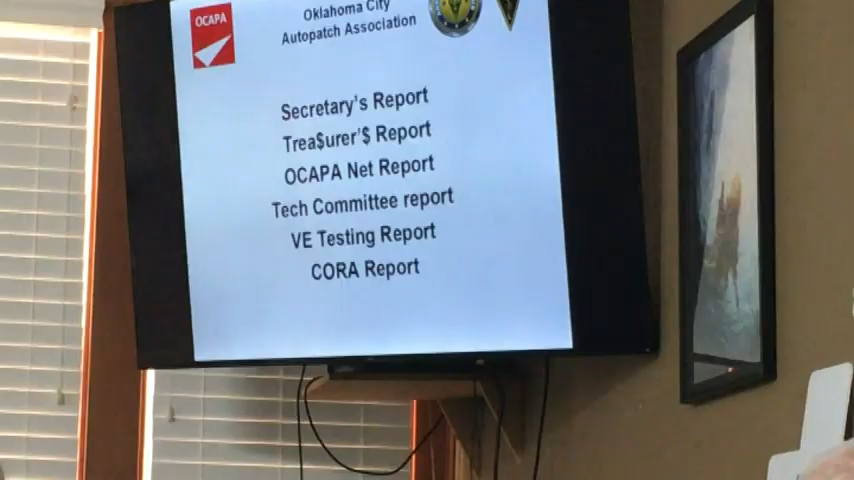 OCAPA
Oklahoma City
Autopatch Association
Secretary's Report
Trea$urer'$ Report
OCAPA Net Report
Tech Committee report
VE Testing Report
CORA Report